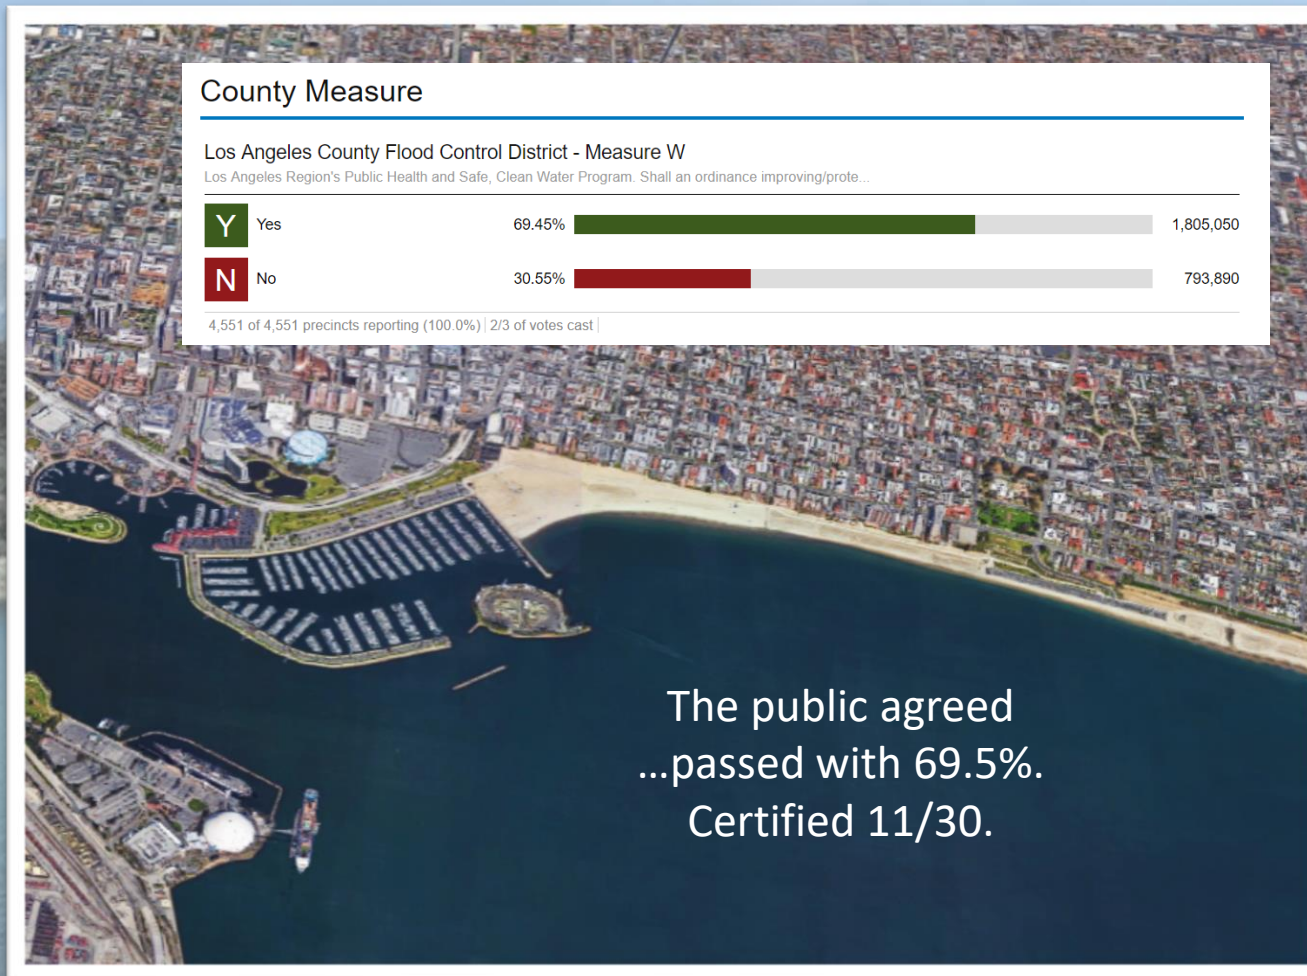 County Measure
Los Angeles County Flood Control District - Measure W
Los Angeles Region's Public Health and Safe, Clean Water Program. Shall an ordinance improving/prote...
Y Yes 69.45% 1,805,050
N No 30.55% 793,890
4,551 of 4,551 precincts reporting (100.0%) | 2/3 of votes cast |
The public agreed
...passed with 69.5%.
Certified 11/30.